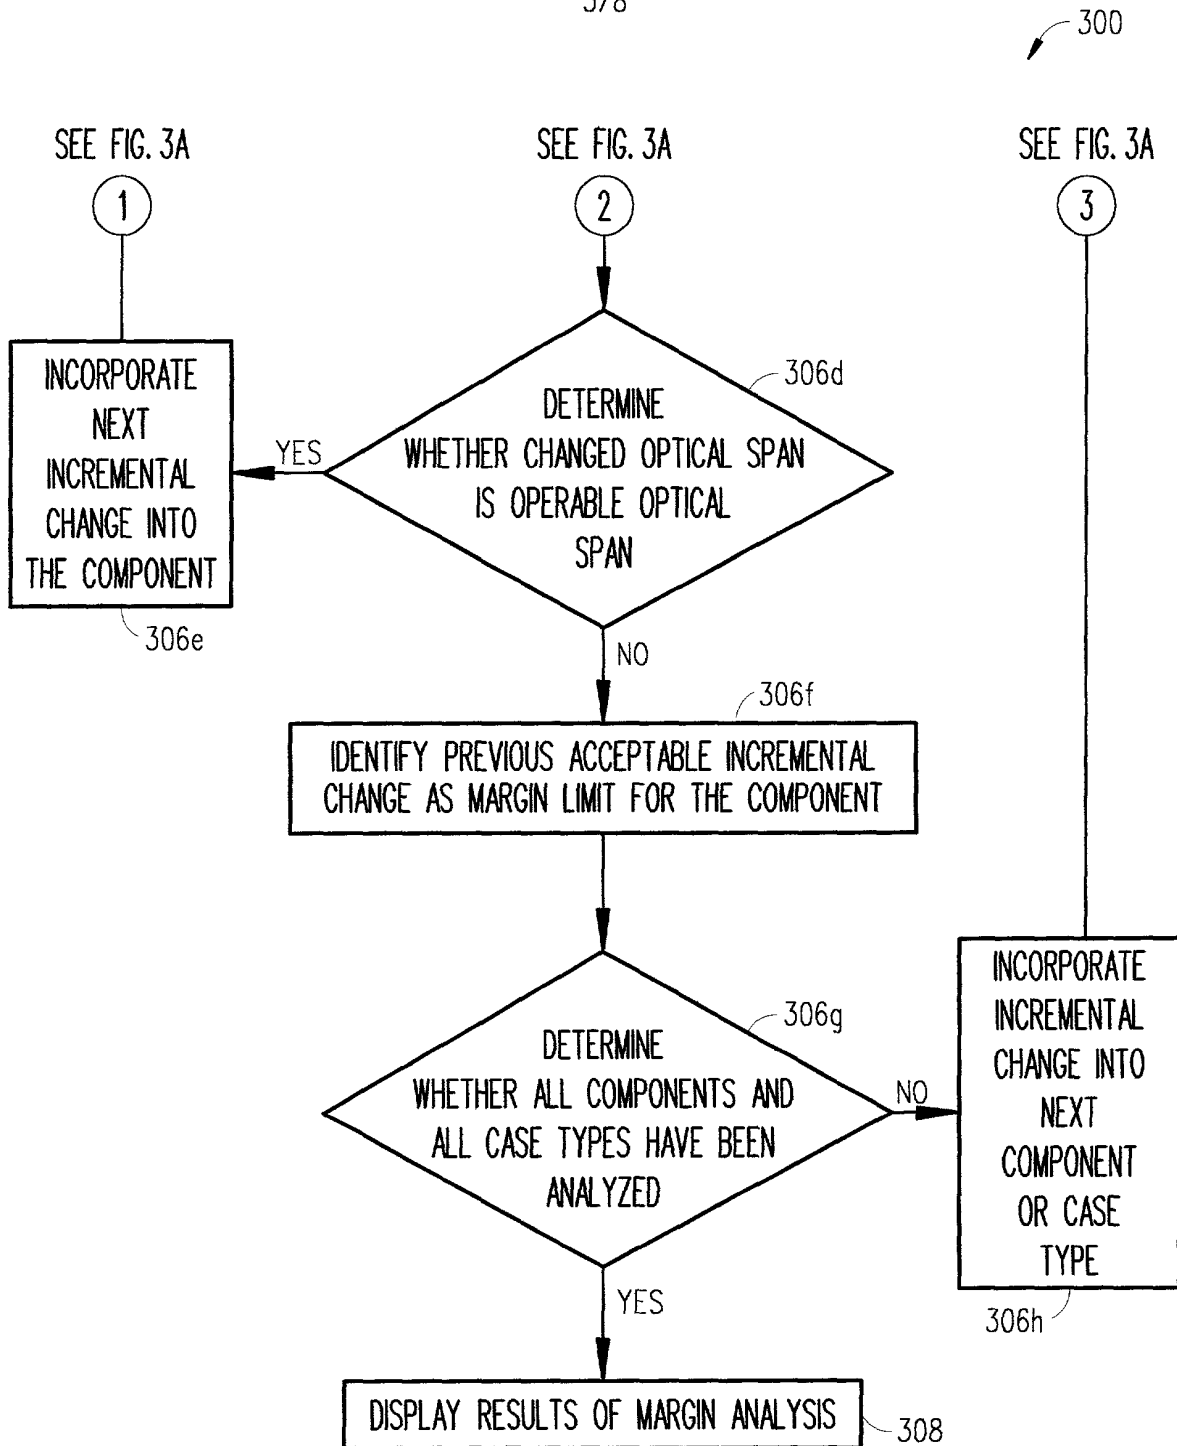 378
300
SEE FIG. 3A
SEE FIG. 3A
SEE FIG. 3A
1
2
3
INCORPORATE
NEXT
INCREMENTAL
CHANGE INTO
THE COMPONENT
306e
YES
306d
DETERMINE
WHETHER CHANGED OPTICAL SPAN
IS OPERABLE OPTICAL
SPAN
NO
306f
IDENTIFY PREVIOUS ACCEPTABLE INCREMENTAL
CHANGE AS MARGIN LIMIT FOR THE COMPONENT
306g
DETERMINE
WHETHER ALL COMPONENTS AND
ALL CASE TYPES HAVE BEEN
ANALYZED
NO
INCORPORATE
INCREMENTAL
CHANGE INTO
NEXT
COMPONENT
OR CASE
TYPE
306h
YES
DISPLAY RESULTS OF MARGIN ANALYSIS
308